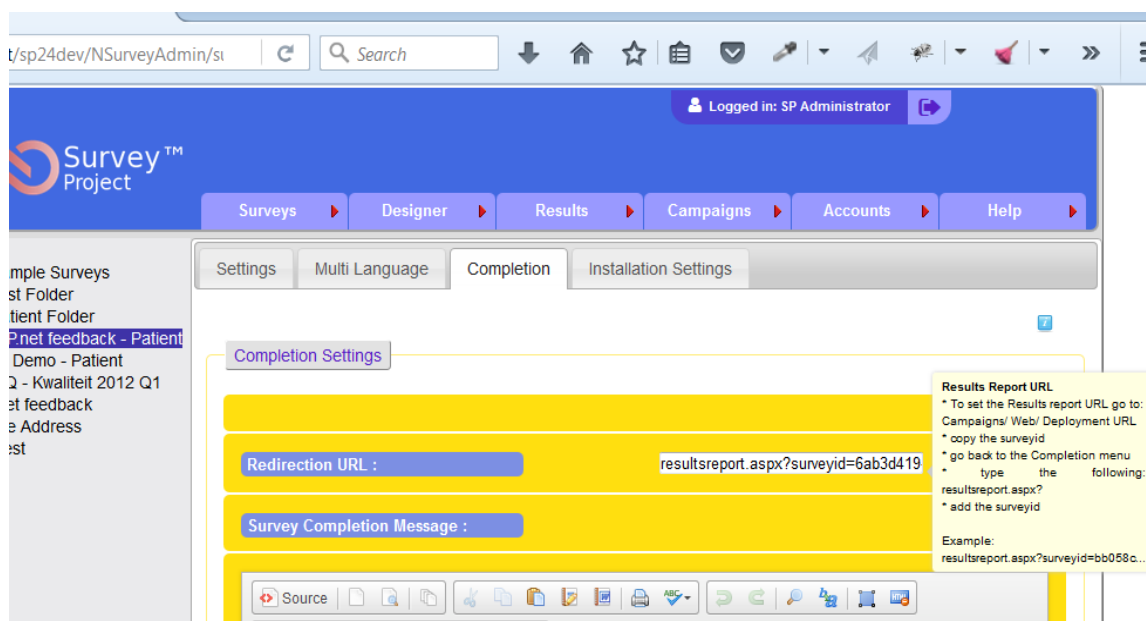 t/sp24dev/NSurveyAdmin/su
Search
Logged in: SP Administrator
Survey™
Project
Surveys
Designer
Results
Campaigns
Accounts
Help
mple Surveys
st Folder
tient Folder
P.net feedback - Patient
Demo - Patient
Q - Kwaliteit 2012 Q1
et feedback
e Address
est
Settings
Multi Language
Completion
Installation Settings
Completion Settings
Redirection URL :
resultsreport.aspx?surveyid=6ab3d419
Survey Completion Message :
Results Report URL
* To set the Results report URL go to:
Campaigns/ Web/ Deployment URL
* copy the surveyid
* go back to the Completion menu
* type the following:
resultsreport.aspx?
* add the surveyid
Example:
resultsreport.aspx?surveyid=bb058c...
Source
ABC